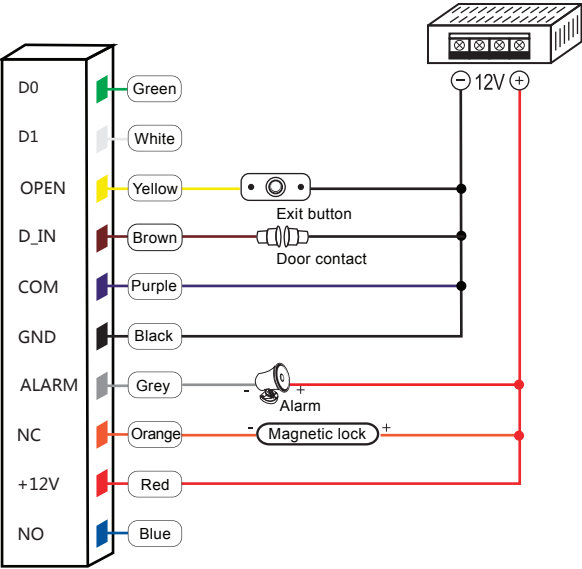 − 12V +
D0 Green
D1 White
OPEN Yellow
Exit button
D_IN Brown
Door contact
COM Purple
GND Black
ALARM Grey - +
Alarm
NC Orange - Magnetic lock +
+12V Red
NO Blue